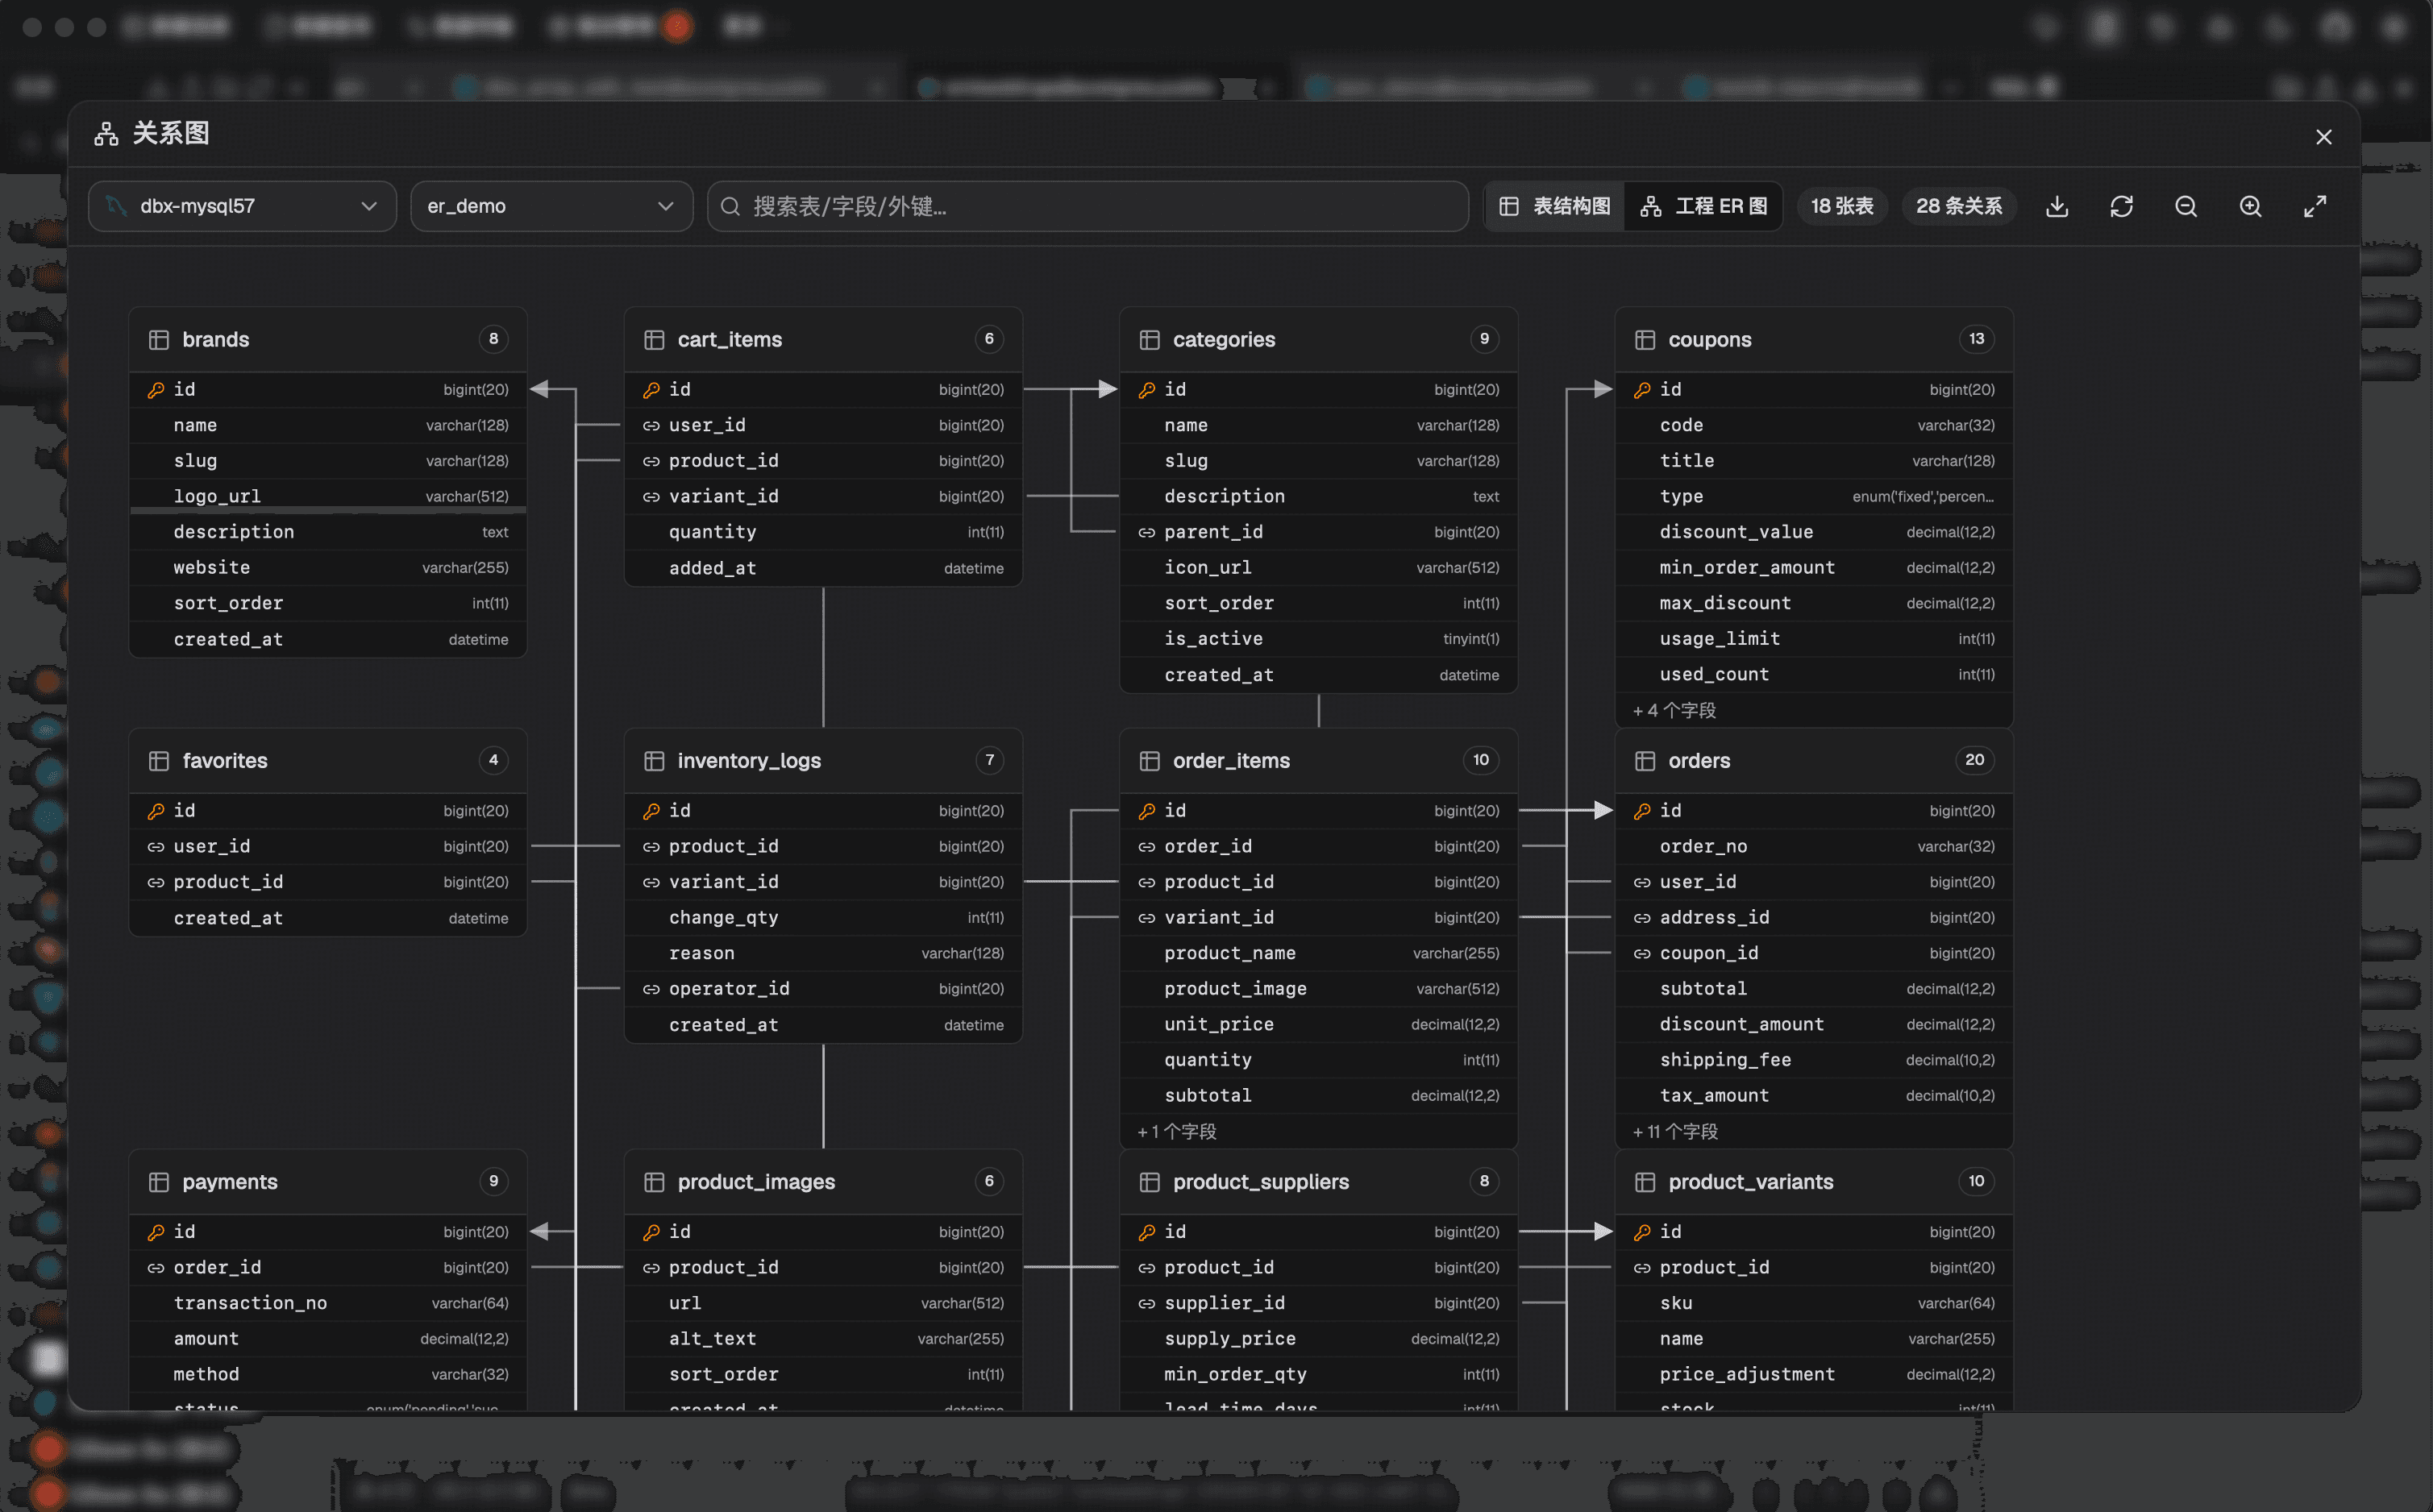 关系图
dbx-mysql57
er_demo
搜索表/字段/外键...
表结构图
工程 ER 图
18 张表
28 条关系
brands 8
id bigint(20)
name varchar(128)
slug varchar(128)
logo_url varchar(512)
description text
website varchar(255)
sort_order int(11)
created_at datetime
cart_items 6
id bigint(20)
user_id bigint(20)
product_id bigint(20)
variant_id bigint(20)
quantity int(11)
added_at datetime
categories 9
id bigint(20)
name varchar(128)
slug varchar(128)
description text
parent_id bigint(20)
icon_url varchar(512)
sort_order int(11)
is_active tinyint(1)
created_at datetime
coupons 13
id bigint(20)
code varchar(32)
title varchar(128)
type enum('fixed','percen...
discount_value decimal(12,2)
min_order_amount decimal(12,2)
max_discount decimal(12,2)
usage_limit int(11)
used_count int(11)
+ 4 个字段
favorites 4
id bigint(20)
user_id bigint(20)
product_id bigint(20)
created_at datetime
inventory_logs 7
id bigint(20)
product_id bigint(20)
variant_id bigint(20)
change_qty int(11)
reason varchar(128)
operator_id bigint(20)
created_at datetime
order_items 10
id bigint(20)
order_id bigint(20)
product_id bigint(20)
variant_id bigint(20)
product_name varchar(255)
product_image varchar(512)
unit_price decimal(12,2)
quantity int(11)
subtotal decimal(12,2)
+ 1 个字段
orders 20
id bigint(20)
order_no varchar(32)
user_id bigint(20)
address_id bigint(20)
coupon_id bigint(20)
subtotal decimal(12,2)
discount_amount decimal(12,2)
shipping_fee decimal(10,2)
tax_amount decimal(10,2)
+ 11 个字段
payments 9
id bigint(20)
order_id bigint(20)
transaction_no varchar(64)
amount decimal(12,2)
method varchar(32)
status enum('pending','suc...
product_images 6
id bigint(20)
product_id bigint(20)
url varchar(512)
alt_text varchar(255)
sort_order int(11)
created_at datetime
product_suppliers 8
id bigint(20)
product_id bigint(20)
supplier_id bigint(20)
supply_price decimal(12,2)
min_order_qty int(11)
lead_time_days int(11)
product_variants 10
id bigint(20)
product_id bigint(20)
sku varchar(64)
name varchar(255)
price_adjustment decimal(12,2)
stock int(11)